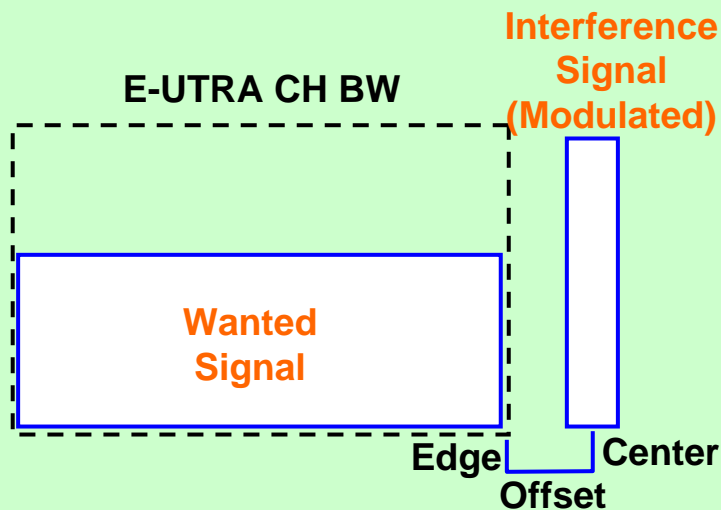 Interference
Signal
(Modulated)
E-UTRA CH BW
Wanted
Signal
Edge
Center
Offset